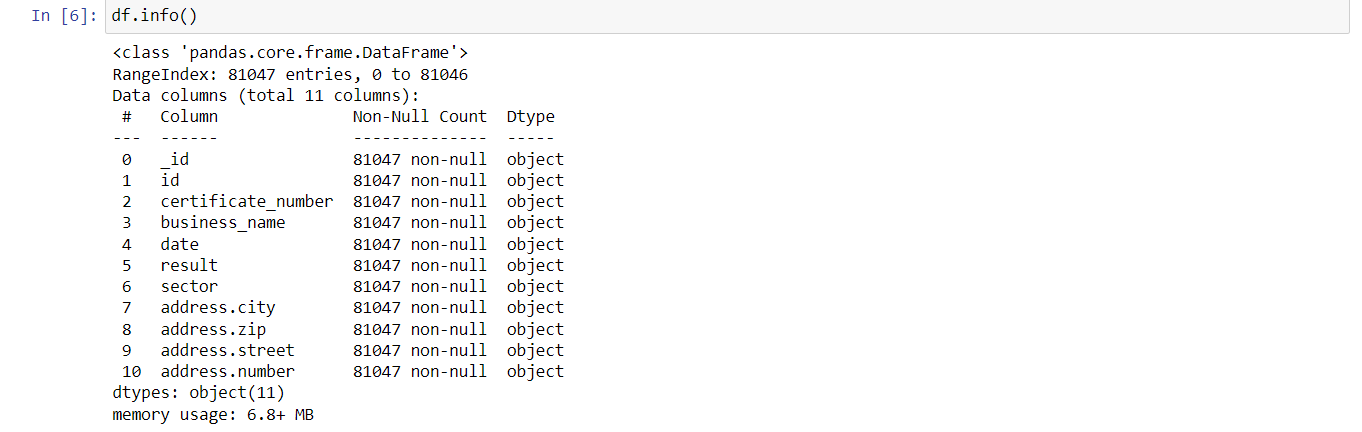 In [6]: df.info()
<class 'pandas.core.frame.DataFrame'>
RangeIndex: 81047 entries, 0 to 81046
Data columns (total 11 columns):
 #   Column              Non-Null Count  Dtype
---  ------              --------------  -----
 0   _id                 81047 non-null  object
 1   id                  81047 non-null  object
 2   certificate_number  81047 non-null  object
 3   business_name       81047 non-null  object
 4   date                81047 non-null  object
 5   result              81047 non-null  object
 6   sector              81047 non-null  object
 7   address.city        81047 non-null  object
 8   address.zip         81047 non-null  object
 9   address.street      81047 non-null  object
 10  address.number      81047 non-null  object
dtypes: object(11)
memory usage: 6.8+ MB